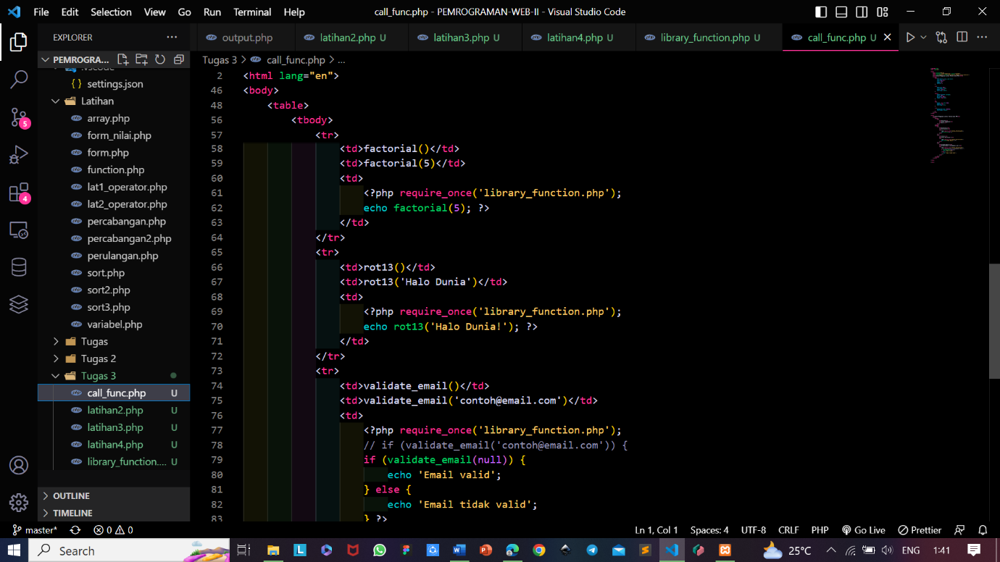 File Edit Selection View Go Run Terminal Help
call_func.php - PEMROGRAMAN-WEB-II - Visual Studio Code
EXPLORER
output.php
latihan2.php U
latihan3.php U
latihan4.php U
library_function.php U
call_func.php U
PEMROGRA...
Tugas 3 > call_func.php > ...
.vscode
{ } settings.json
Latihan
array.php
form_nilai.php
form.php
function.php
lat1_operator.php
lat2_operator.php
percabangan.php
percabangan2.php
perulangan.php
sort.php
sort2.php
sort3.php
variabel.php
Tugas
Tugas 2
Tugas 3
call_func.php U
latihan2.php U
latihan3.php U
latihan4.php U
library_function.... U
OUTLINE
TIMELINE
5
4
2 <html lang="en">
46 <body>
48 <table>
56 <tbody>
57 <tr>
58 <td>factorial()</td>
59 <td>factorial(5)</td>
60 <td>
61 <?php require_once('library_function.php');
62 echo factorial(5); ?>
63 </td>
64 </tr>
65 <tr>
66 <td>rot13()</td>
67 <td>rot13('Halo Dunia')</td>
68 <td>
69 <?php require_once('library_function.php');
70 echo rot13('Halo Dunia!'); ?>
71 </td>
72 </tr>
73 <tr>
74 <td>validate_email()</td>
75 <td>validate_email('contoh@email.com')</td>
76 <td>
77 <?php require_once('library_function.php');
78 // if (validate_email('contoh@email.com')) {
79 if (validate_email(null)) {
80 echo 'Email valid';
81 } else {
82 echo 'Email tidak valid';
83 } ?>
master* 0 0
Ln 1, Col 1 Spaces: 4 UTF-8 CRLF PHP Go Live Prettier
Search
25°C ENG 1:41